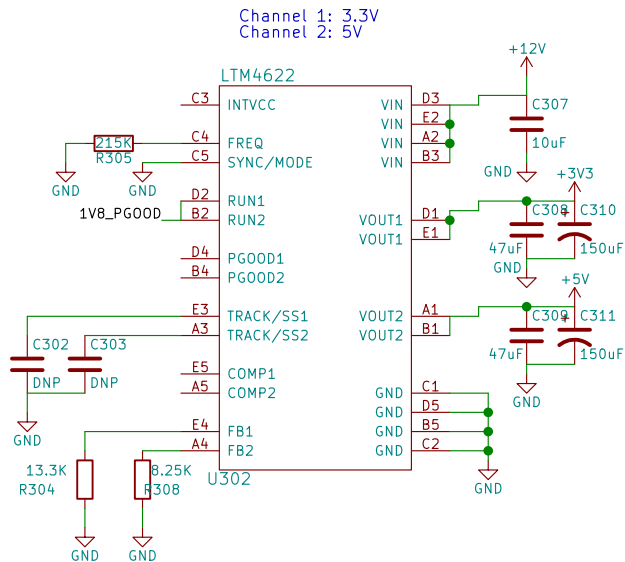 Channel 1: 3.3V
Channel 2: 5V
+12V
LTM4622
C3 INTVCC VIN D3
C307
VIN E2
215K C4 FREQ VIN A2 10uF
R305
C5 SYNC/MODE VIN B3
GND GND GND
+3V3
D2 RUN1
1V8_PGOOD B2 RUN2 VOUT1 D1 C308 + C310
VOUT1 E1
47uF 150uF
D4 PGOOD1
B4 PGOOD2 GND
+5V
E3 TRACK/SS1 VOUT2 A1 C309 + C311
A3 TRACK/SS2 VOUT2 B1
C302 C303
47uF 150uF
E5 COMP1
DNP DNP
A5 COMP2 GND C1
GND
GND D5
E4 FB1 GND B5
GND
A4 FB2 GND C2
13.3K 8.25K
U302
R304 R308 GND
GND GND